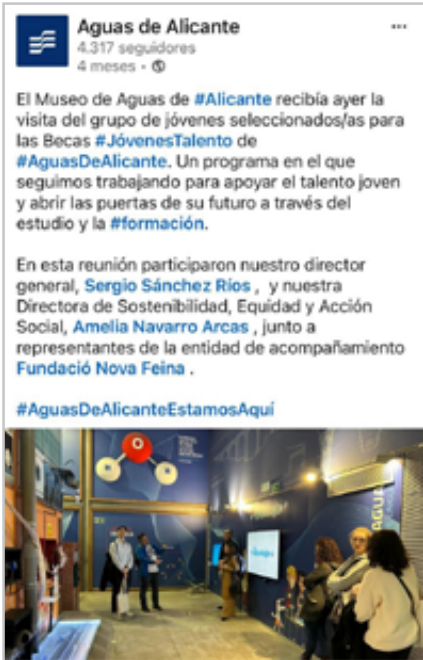 Aguas de Alicante
4.317 seguidores
4 meses •
El Museo de Aguas de #Alicante recibía ayer la
visita del grupo de jóvenes seleccionados/as para
las Becas #JóvenesTalento de
#AguasDeAlicante. Un programa en el que
seguimos trabajando para apoyar el talento joven
y abrir las puertas de su futuro a través del
estudio y la #formación.
En esta reunión participaron nuestro director
general, Sergio Sánchez Ríos , y nuestra
Directora de Sostenibilidad, Equidad y Acción
Social, Amelia Navarro Arcas , junto a
representantes de la entidad de acompañamiento
Fundació Nova Feina .
#AguasDeAlicanteEstamosAquí
AGUA